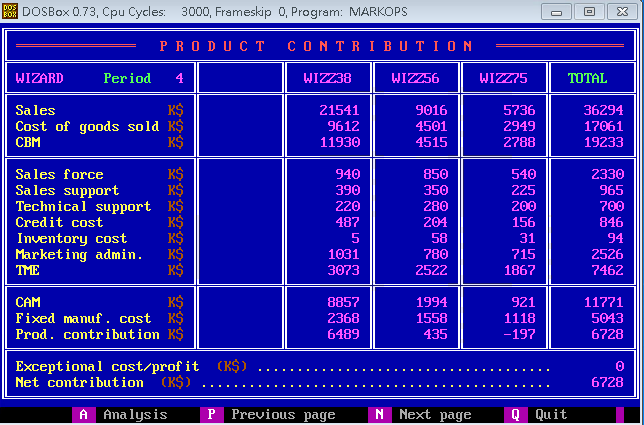 DOS BOX DOSBox 0.73, Cpu Cycles: 3000, Frameskip 0, Program: MARKOPS
PRODUCT CONTRIBUTION
WIZARD Period 4 WIZZ38 WIZZ56 WIZZ75 TOTAL
Sales K$ 21541 9016 5736 36294
Cost of goods sold K$ 9612 4501 2949 17061
CBM K$ 11930 4515 2788 19233
Sales force K$ 940 850 540 2330
Sales support K$ 390 350 225 965
Technical support K$ 220 280 200 700
Credit cost K$ 487 204 156 846
Inventory cost K$ 5 58 31 94
Marketing admin. K$ 1031 780 715 2526
TME K$ 3073 2522 1867 7462
CAM K$ 8857 1994 921 11771
Fixed manuf. cost K$ 2368 1558 1118 5043
Prod. contribution K$ 6489 435 -197 6728
Exceptional cost/profit (K$) ..................................... 0
Net contribution (K$) ............................................ 6728
A Analysis P Previous page N Next page Q Quit